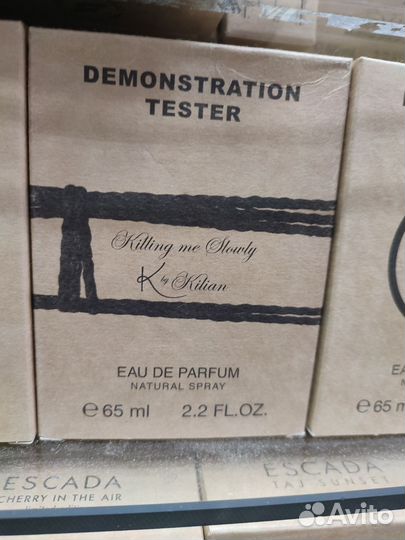 DEMONSTRATION
TESTER
Killing me Slowly
K by Kilian
EAU DE PARFUM
NATURAL SPRAY
℮ 65 ml 2.2 FL.OZ.
EA
℮ 65 m
ESCADA
CHERRY IN THE AIR
ESCADA
TAJ SUNSET
Avito